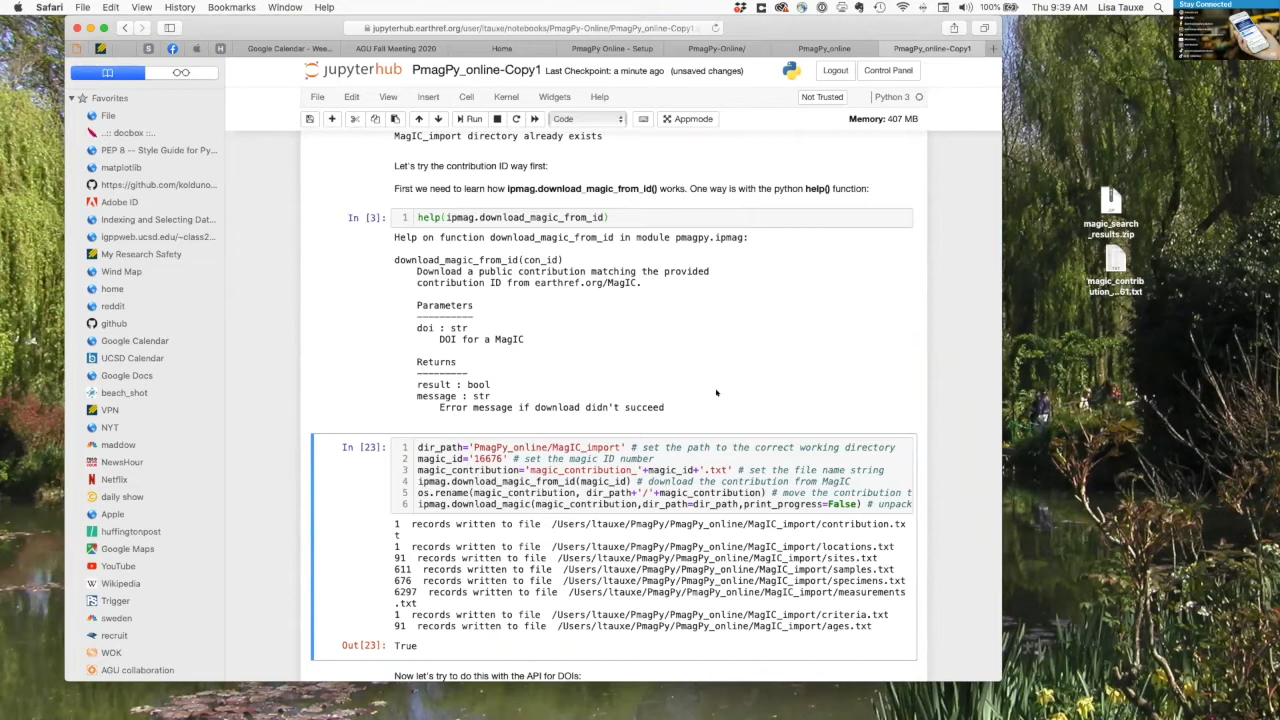 Safari File Edit View History Bookmarks Window Help 100% Thu 9:39 AM Lisa Tauxe
Stay Connected
jupyterhub.earthref.org/user/ltauxe/notebooks/PmagPy-Online/PmagPy_online-Copy1
S H Google Calendar - Wee... AGU Fall Meeting 2020 Home PmagPy Online - Setup PmagPy-Online/ PmagPy_online PmagPy_online-Copy1
jupyterhub PmagPy_online-Copy1 Last Checkpoint: a minute ago (unsaved changes) Logout Control Panel
File Edit View Insert Cell Kernel Widgets Help Not Trusted Python 3
Run Code Appmode Memory: 407 MB
Favorites
File
..:: docbox ::..
PEP 8 -- Style Guide for Py...
matplotlib
https://github.com/kolduno...
Adobe ID
Indexing and Selecting Dat...
igppweb.ucsd.edu/~class2...
My Research Safety
Wind Map
home
reddit
github
Google Calendar
UCSD Calendar
Google Docs
beach_shot
VPN
NYT
maddow
NewsHour
Netflix
daily show
Apple
huffingtonpost
Google Maps
YouTube
Wikipedia
Trigger
sweden
recruit
WOK
AGU collaboration
MagIC_import directory already exists
Let's try the contribution ID way first:
First we need to learn how ipmag.download_magic_from_id() works. One way is with the python help() function:
In [3]: 1 help(ipmag.download_magic_from_id)
Help on function download_magic_from_id in module pmagpy.ipmag:
download_magic_from_id(con_id)
Download a public contribution matching the provided
contribution ID from earthref.org/MagIC.
Parameters
----------
doi : str
DOI for a MagIC
Returns
---------
result : bool
message : str
Error message if download didn't succeed
In [23]: 1 dir_path='PmagPy_online/MagIC_import' # set the path to the correct working directory
2 magic_id='16676' # set the magic ID number
3 magic_contribution='magic_contribution_'+magic_id+'.txt' # set the file name string
4 ipmag.download_magic_from_id(magic_id) # download the contribution from MagIC
5 os.rename(magic_contribution, dir_path+'/'+magic_contribution) # move the contribution t
6 ipmag.download_magic(magic_contribution,dir_path=dir_path,print_progress=False) # unpack
1 records written to file /Users/ltauxe/PmagPy/PmagPy_online/MagIC_import/contribution.tx
t
1 records written to file /Users/ltauxe/PmagPy/PmagPy_online/MagIC_import/locations.txt
91 records written to file /Users/ltauxe/PmagPy/PmagPy_online/MagIC_import/sites.txt
611 records written to file /Users/ltauxe/PmagPy/PmagPy_online/MagIC_import/samples.txt
676 records written to file /Users/ltauxe/PmagPy/PmagPy_online/MagIC_import/specimens.txt
6297 records written to file /Users/ltauxe/PmagPy/PmagPy_online/MagIC_import/measurements
.txt
1 records written to file /Users/ltauxe/PmagPy/PmagPy_online/MagIC_import/criteria.txt
91 records written to file /Users/ltauxe/PmagPy/PmagPy_online/MagIC_import/ages.txt
Out[23]: True
Now let's try to do this with the API for DOIs:
ZIP
magic_search
_results.zip
TXT
magic_contrib
ution_...61.txt